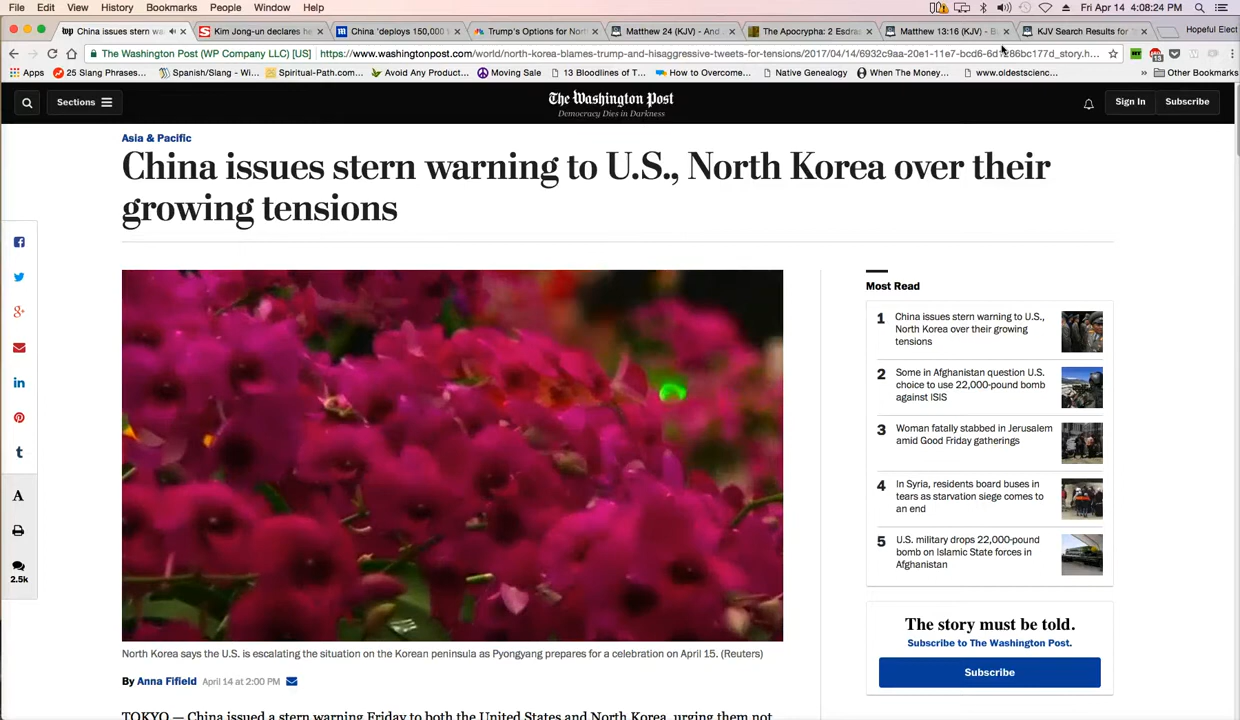 File Edit View History Bookmarks People Window Help Fri Apr 14 4:08:24 PM
China issues stern wa Kim Jong-un declares he China 'deploys 150,000 t Trump's Options for Nort Matthew 24 (KJV) - And The Apocrypha: 2 Esdras Matthew 13:16 (KJV) - B KJV Search Results for Hopeful Elect
The Washington Post (WP Company LLC) [US] https://www.washingtonpost.com/world/north-korea-blames-trump-and-hisaggressive-tweets-for-tensions/2017/04/14/
Apps 25 Slang Phrases... Spanish/Slang - Wi... Spiritual-Path.com... Avoid Any Product... Moving Sale 13 Bloodlines of T... How to Overcome... Native Genealogy When The Money... www.oldestscienc... » Other Bookmarks
Sections
The Washington Post
Democracy Dies in Darkness
Sign In Subscribe
Asia & Pacific
China issues stern warning to U.S., North Korea over their
growing tensions
2.5k
North Korea says the U.S. is escalating the situation on the Korean peninsula as Pyongyang prepares for a celebration on April 15. (Reuters)
By Anna Fifield April 14 at 2:00 PM
TOKYO — China issued a stern warning Friday to both the United States and North Korea, urging them not
Most Read
1 China issues stern warning to U.S.,
North Korea over their growing
tensions
2 Some in Afghanistan question U.S.
choice to use 22,000-pound bomb
against ISIS
3 Woman fatally stabbed in Jerusalem
amid Good Friday gatherings
4 In Syria, residents board buses in
tears as starvation siege comes to
an end
5 U.S. military drops 22,000-pound
bomb on Islamic State forces in
Afghanistan
The story must be told.
Subscribe to The Washington Post.
Subscribe